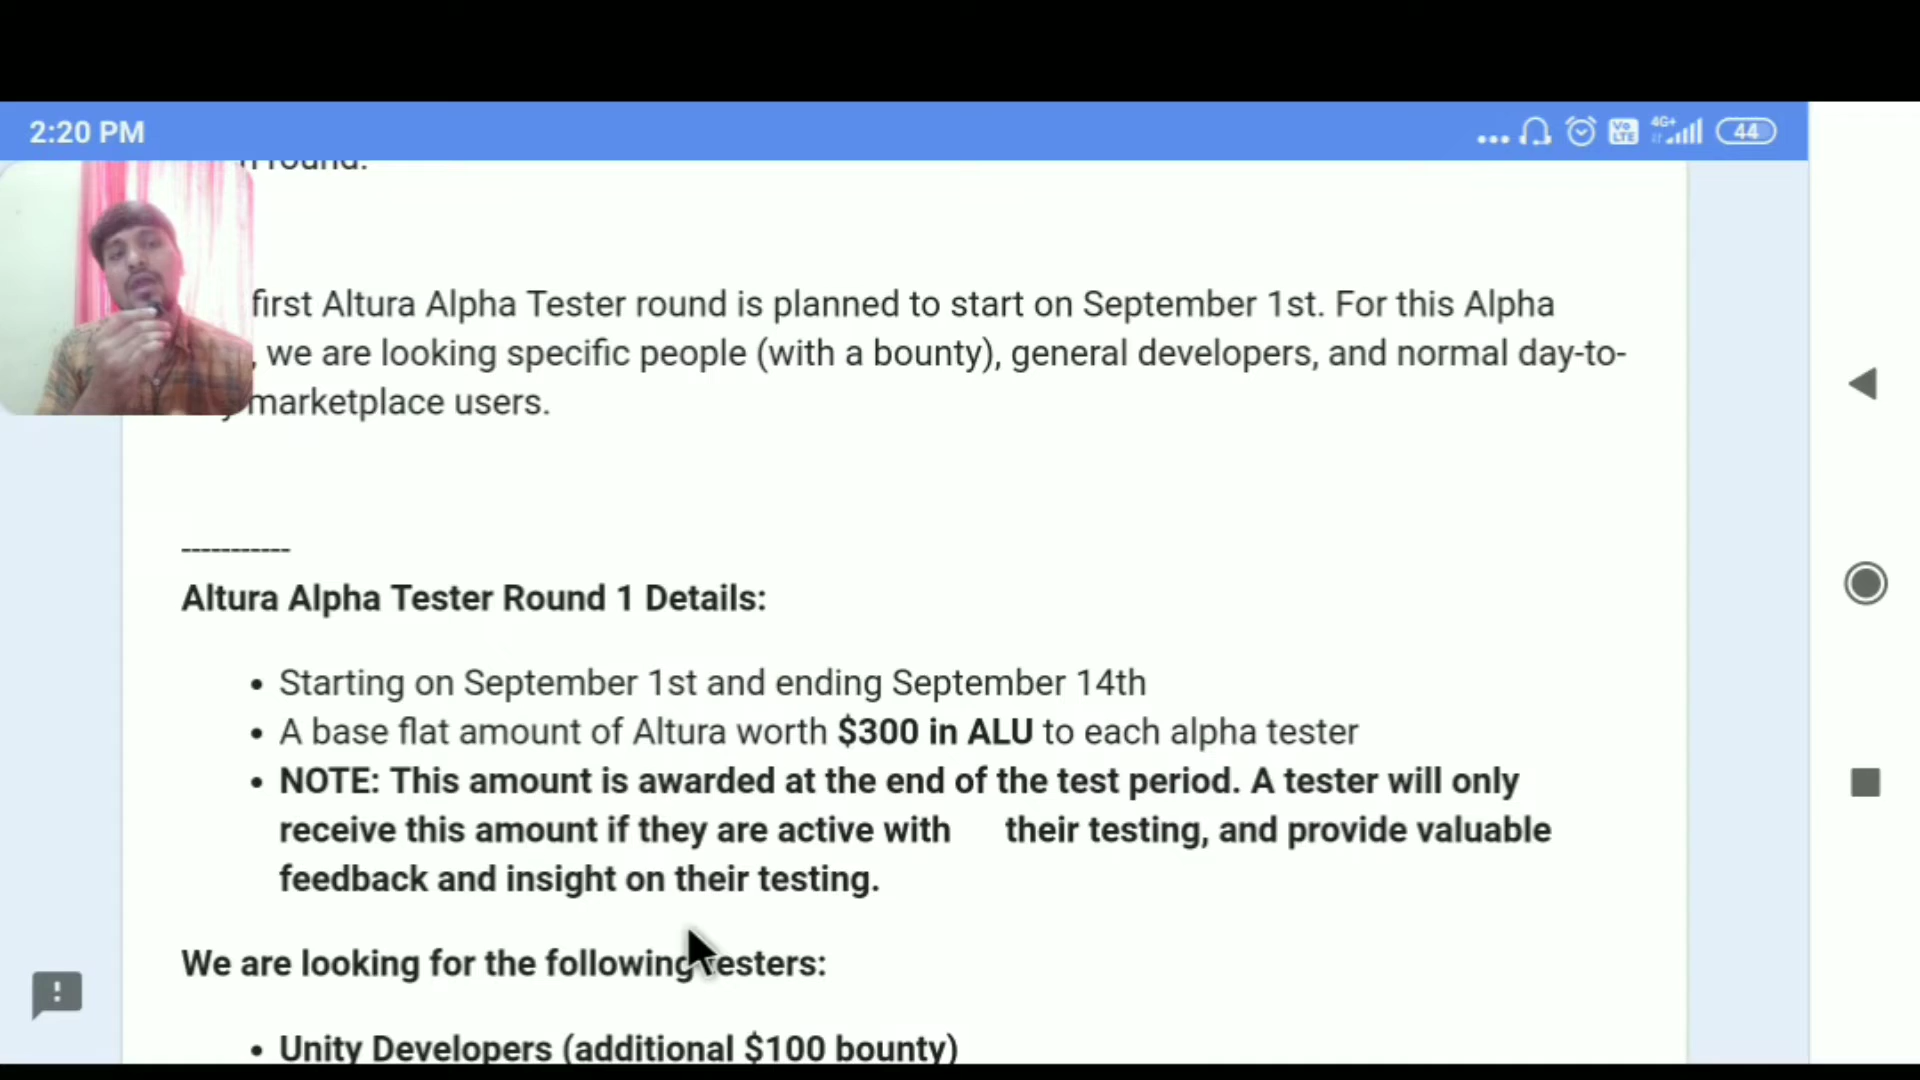 2:20 PM
4G+
Vo
LTE
44
round.
first Altura Alpha Tester round is planned to start on September 1st. For this Alpha
, we are looking specific people (with a bounty), general developers, and normal day-to-
marketplace users.
-----------
Altura Alpha Tester Round 1 Details:
• Starting on September 1st and ending September 14th
• A base flat amount of Altura worth $300 in ALU to each alpha tester
• NOTE: This amount is awarded at the end of the test period. A tester will only
receive this amount if they are active with their testing, and provide valuable
feedback and insight on their testing.
We are looking for the following testers:
• Unity Developers (additional $100 bounty)